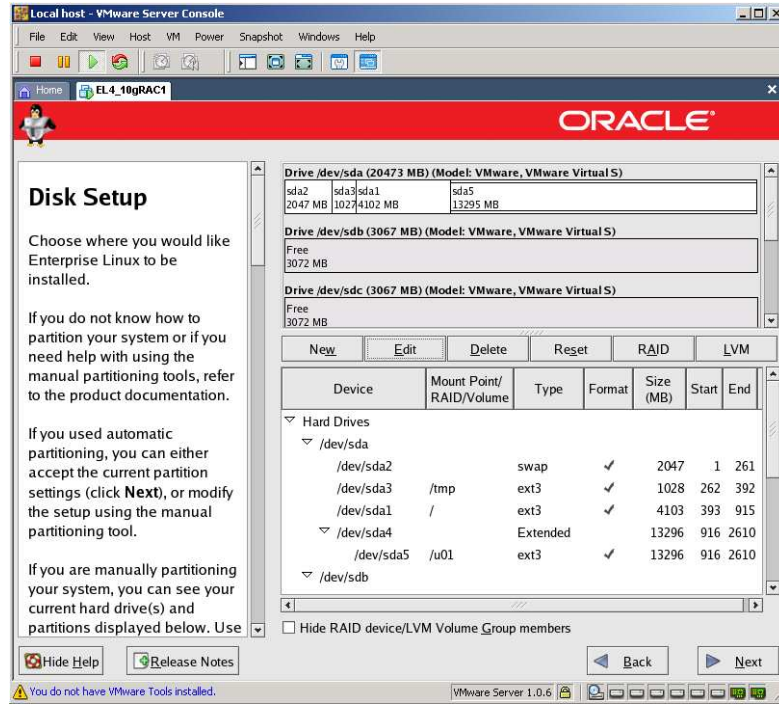 Local host - VMware Server Console
File Edit View Host VM Power Snapshot Windows Help
Home EL4_10gRAC1
ORACLE
Disk Setup
Choose where you would like
Enterprise Linux to be
installed.
If you do not know how to
partition your system or if you
need help with using the
manual partitioning tools, refer
to the product documentation.
If you used automatic
partitioning, you can either
accept the current partition
settings (click Next), or modify
the setup using the manual
partitioning tool.
If you are manually partitioning
your system, you can see your
current hard drive(s) and
partitions displayed below. Use
Drive /dev/sda (20473 MB) (Model: VMware, VMware Virtual S)
sda2 sda3 sda1 sda5
2047 MB 1027 4102 MB 13295 MB
Drive /dev/sdb (3067 MB) (Model: VMware, VMware Virtual S)
Free
3072 MB
Drive /dev/sdc (3067 MB) (Model: VMware, VMware Virtual S)
Free
3072 MB
New Edit Delete Reset RAID LVM
Device Mount Point/ RAID/Volume Type Format Size (MB) Start End
Hard Drives
/dev/sda
/dev/sda2 swap ✓ 2047 1 261
/dev/sda3 /tmp ext3 ✓ 1028 262 392
/dev/sda1 / ext3 ✓ 4103 393 915
/dev/sda4 Extended 13296 916 2610
/dev/sda5 /u01 ext3 ✓ 13296 916 2610
/dev/sdb
Hide RAID device/LVM Volume Group members
Hide Help Release Notes Back Next
You do not have VMware Tools installed. VMware Server 1.0.6